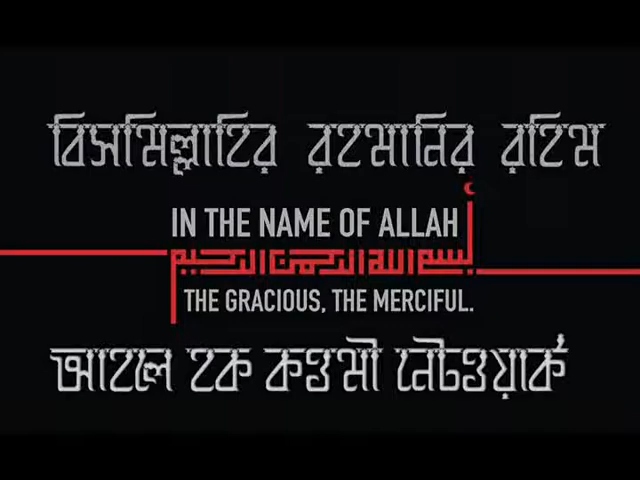 বিসমিল্লাহির রহমানির রহিম
IN THE NAME OF ALLAH
بسم الله الرحمن الرحيم
THE GRACIOUS, THE MERCIFUL.
আহলে হক কওমী নেটওয়ার্ক